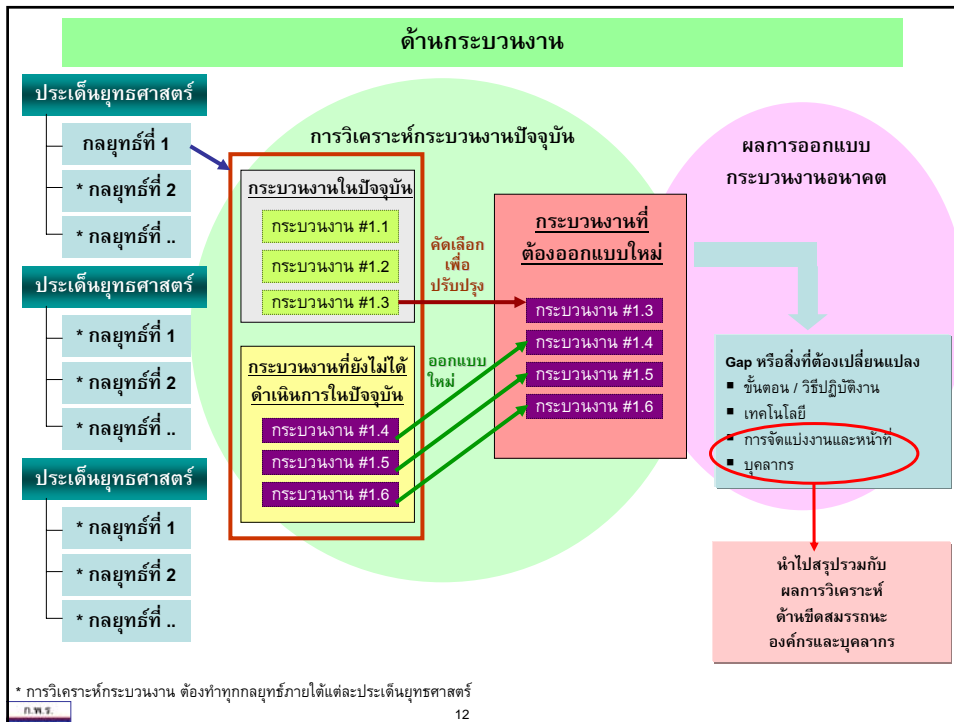 ด้านกระบวนงาน
ประเด็นยุทธศาสตร์
กลยุทธ์ที่ 1
* กลยุทธ์ที่ 2
* กลยุทธ์ที่ ..
ประเด็นยุทธศาสตร์
* กลยุทธ์ที่ 1
* กลยุทธ์ที่ 2
* กลยุทธ์ที่ ..
ประเด็นยุทธศาสตร์
* กลยุทธ์ที่ 1
* กลยุทธ์ที่ 2
* กลยุทธ์ที่ ..
การวิเคราะห์กระบวนงานปัจจุบัน
กระบวนงานในปัจจุบัน
กระบวนงาน #1.1
กระบวนงาน #1.2
กระบวนงาน #1.3
กระบวนงานที่ยังไม่ได้
ดำเนินการในปัจจุบัน
กระบวนงาน #1.4
กระบวนงาน #1.5
กระบวนงาน #1.6
คัดเลือก
เพื่อ
ปรับปรุง
ออกแบบ
ใหม่
กระบวนงานที่
ต้องออกแบบใหม่
กระบวนงาน #1.3
กระบวนงาน #1.4
กระบวนงาน #1.5
กระบวนงาน #1.6
ผลการออกแบบ
กระบวนงานอนาคต
Gap หรือสิ่งที่ต้องเปลี่ยนแปลง
▪ ขั้นตอน / วิธีปฏิบัติงาน
▪ เทคโนโลยี
▪ การจัดแบ่งงานและหน้าที่
▪ บุคลากร
นำไปสรุปรวมกับ
ผลการวิเคราะห์
ด้านขีดสมรรถนะ
องค์กรและบุคลากร
* การวิเคราะห์กระบวนงาน ต้องทำทุกกลยุทธ์ภายใต้แต่ละประเด็นยุทธศาสตร์
ก.พ.ร.
12